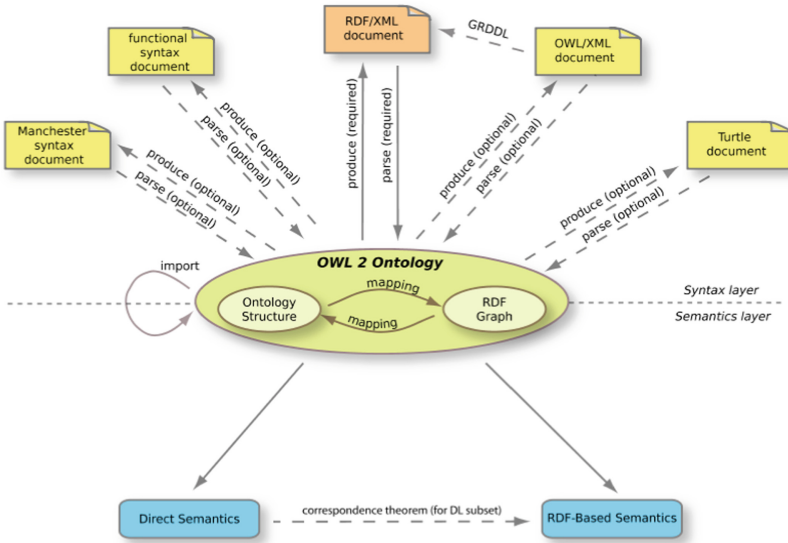 RDF/XML
document
GRDDL
functional
syntax
document
OWL/XML
document
Manchester
syntax
document
Turtle
document
produce (optional)
parse (optional)
produce (optional)
parse (optional)
produce (required)
parse (required)
produce (optional)
parse (optional)
produce (optional)
parse (optional)
OWL 2 Ontology
import
mapping
Ontology
Structure
RDF
Graph
mapping
Syntax layer
Semantics layer
Direct Semantics
correspondence theorem (for DL subset)
RDF-Based Semantics